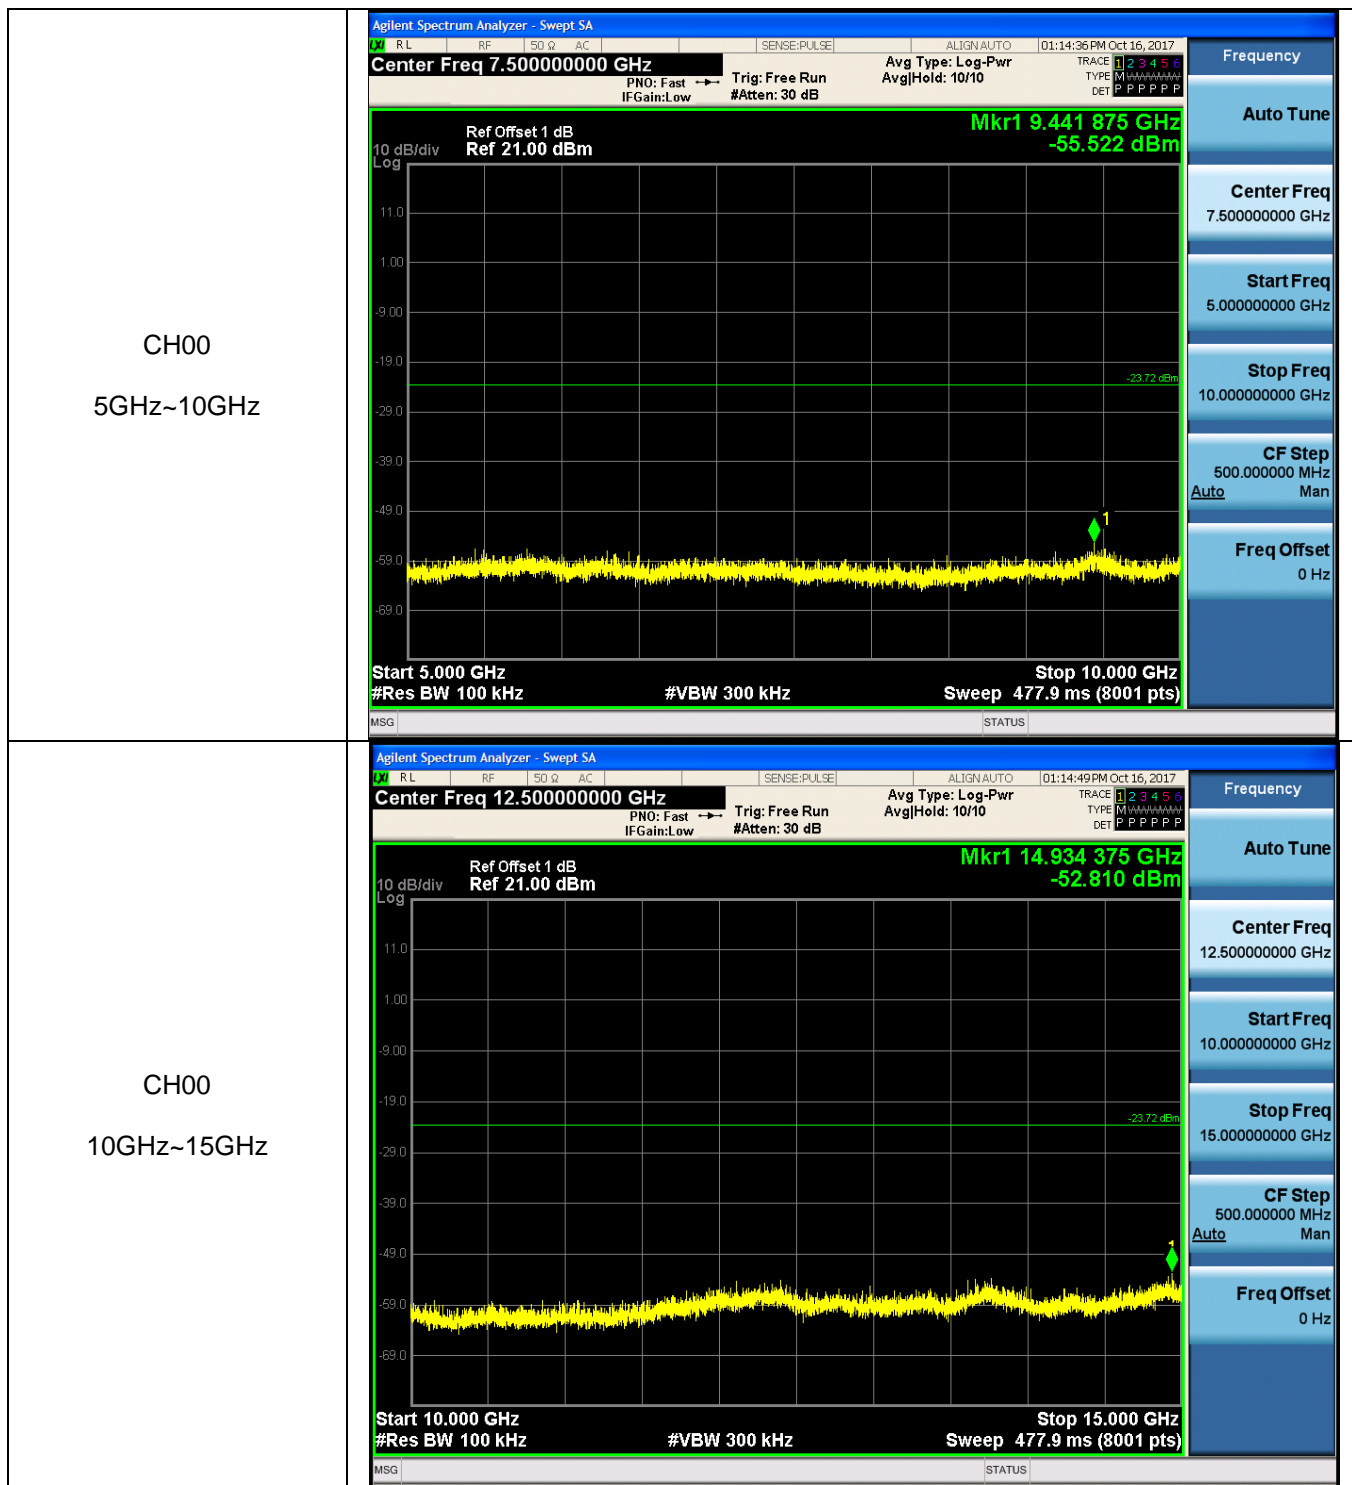 CH00
5GHz~10GHz
Agilent Spectrum Analyzer - Swept SA
LXI RL RF 50 Ω AC SENSE:PULSE ALIGN AUTO 01:14:36 PM Oct 16, 2017
Center Freq 7.500000000 GHz
PNO: Fast
IFGain:Low
Trig: Free Run
#Atten: 30 dB
Avg Type: Log-Pwr
Avg|Hold: 10/10
TRACE 1 2 3 4 5 6
TYPE M WWWWW
DET P P P P P P
Mkr1 9.441 875 GHz
-55.522 dBm
Ref Offset 1 dB
10 dB/div Ref 21.00 dBm
Log
11.0
1.00
-9.00
-19.0
-23.72 dBm
-29.0
-39.0
-49.0
1
-59.0
-69.0
Start 5.000 GHz Stop 10.000 GHz
#Res BW 100 kHz #VBW 300 kHz Sweep 477.9 ms (8001 pts)
MSG STATUS
Frequency
Auto Tune
Center Freq
7.500000000 GHz
Start Freq
5.000000000 GHz
Stop Freq
10.000000000 GHz
CF Step
500.000000 MHz
Auto Man
Freq Offset
0 Hz
CH00
10GHz~15GHz
Agilent Spectrum Analyzer - Swept SA
LXI RL RF 50 Ω AC SENSE:PULSE ALIGN AUTO 01:14:49 PM Oct 16, 2017
Center Freq 12.500000000 GHz
PNO: Fast
IFGain:Low
Trig: Free Run
#Atten: 30 dB
Avg Type: Log-Pwr
Avg|Hold: 10/10
TRACE 1 2 3 4 5 6
TYPE M WWWWW
DET P P P P P P
Mkr1 14.934 375 GHz
-52.810 dBm
Ref Offset 1 dB
10 dB/div Ref 21.00 dBm
Log
11.0
1.00
-9.00
-19.0
-23.72 dBm
-29.0
-39.0
-49.0
1
-59.0
-69.0
Start 10.000 GHz Stop 15.000 GHz
#Res BW 100 kHz #VBW 300 kHz Sweep 477.9 ms (8001 pts)
MSG STATUS
Frequency
Auto Tune
Center Freq
12.500000000 GHz
Start Freq
10.000000000 GHz
Stop Freq
15.000000000 GHz
CF Step
500.000000 MHz
Auto Man
Freq Offset
0 Hz